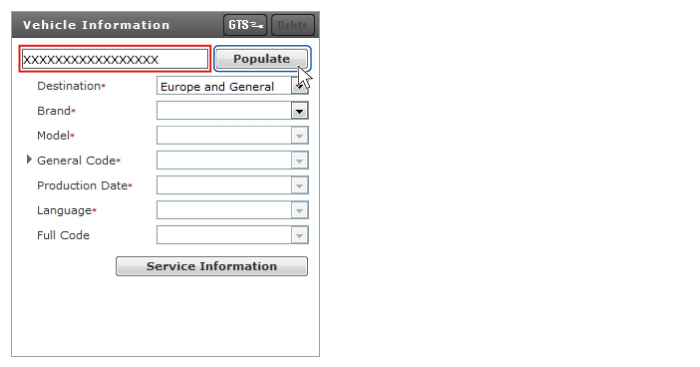 Vehicle Information GTS Delete
XXXXXXXXXXXXXXXXX Populate
Destination* Europe and General
Brand*
Model*
General Code*
Production Date*
Language*
Full Code
Service Information